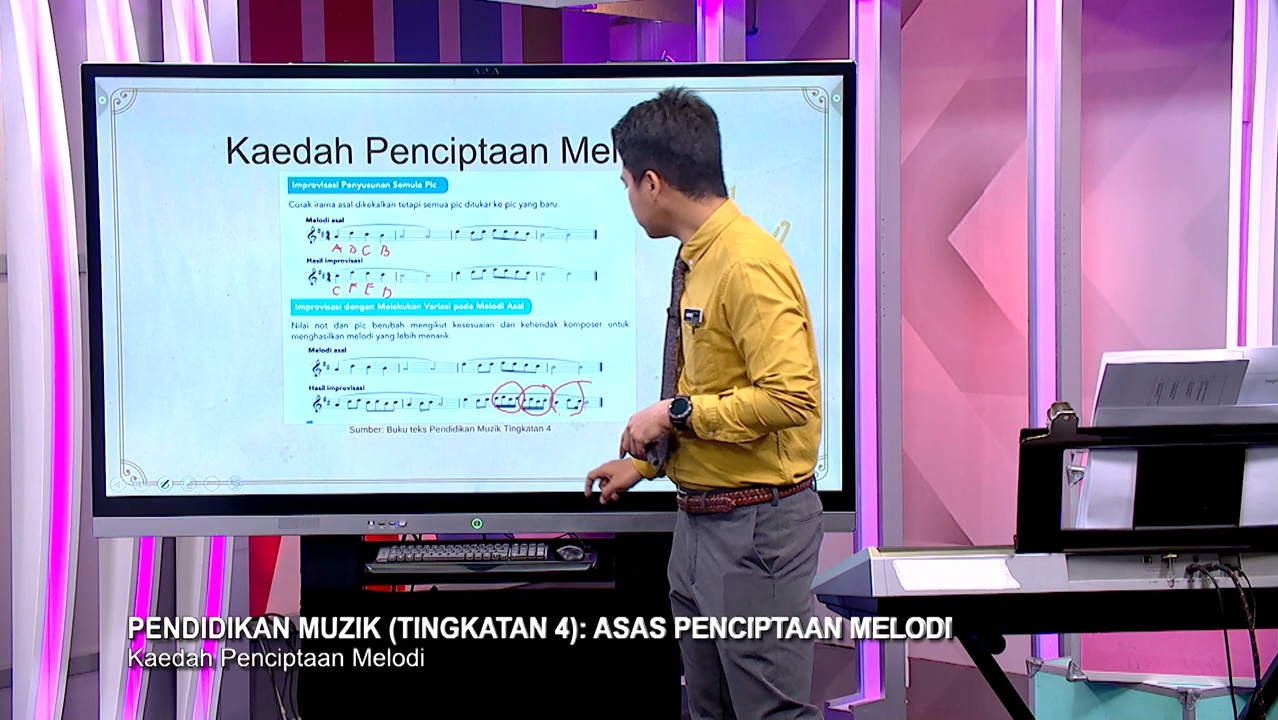 Kaedah Penciptaan Mel
Improvisasi Penyusunan Semula Pic
Corak irama asal dikekalkan tetapi semua pic ditukar ke pic yang baru.
Melodi asal
A D C B
Hasil improvisasi
C F E D
Improvisasi dengan Melakukan Variasi pada Melodi Asal
Nilai not dan pic berubah mengikut kesesuaian dan kehendak komposer untuk
menghasilkan melodi yang lebih menarik.
Melodi asal
Hasil improvisasi
Sumber: Buku teks Pendidikan Muzik Tingkatan 4
PENDIDIKAN MUZIK (TINGKATAN 4): ASAS PENCIPTAAN MELODI
Kaedah Penciptaan Melodi